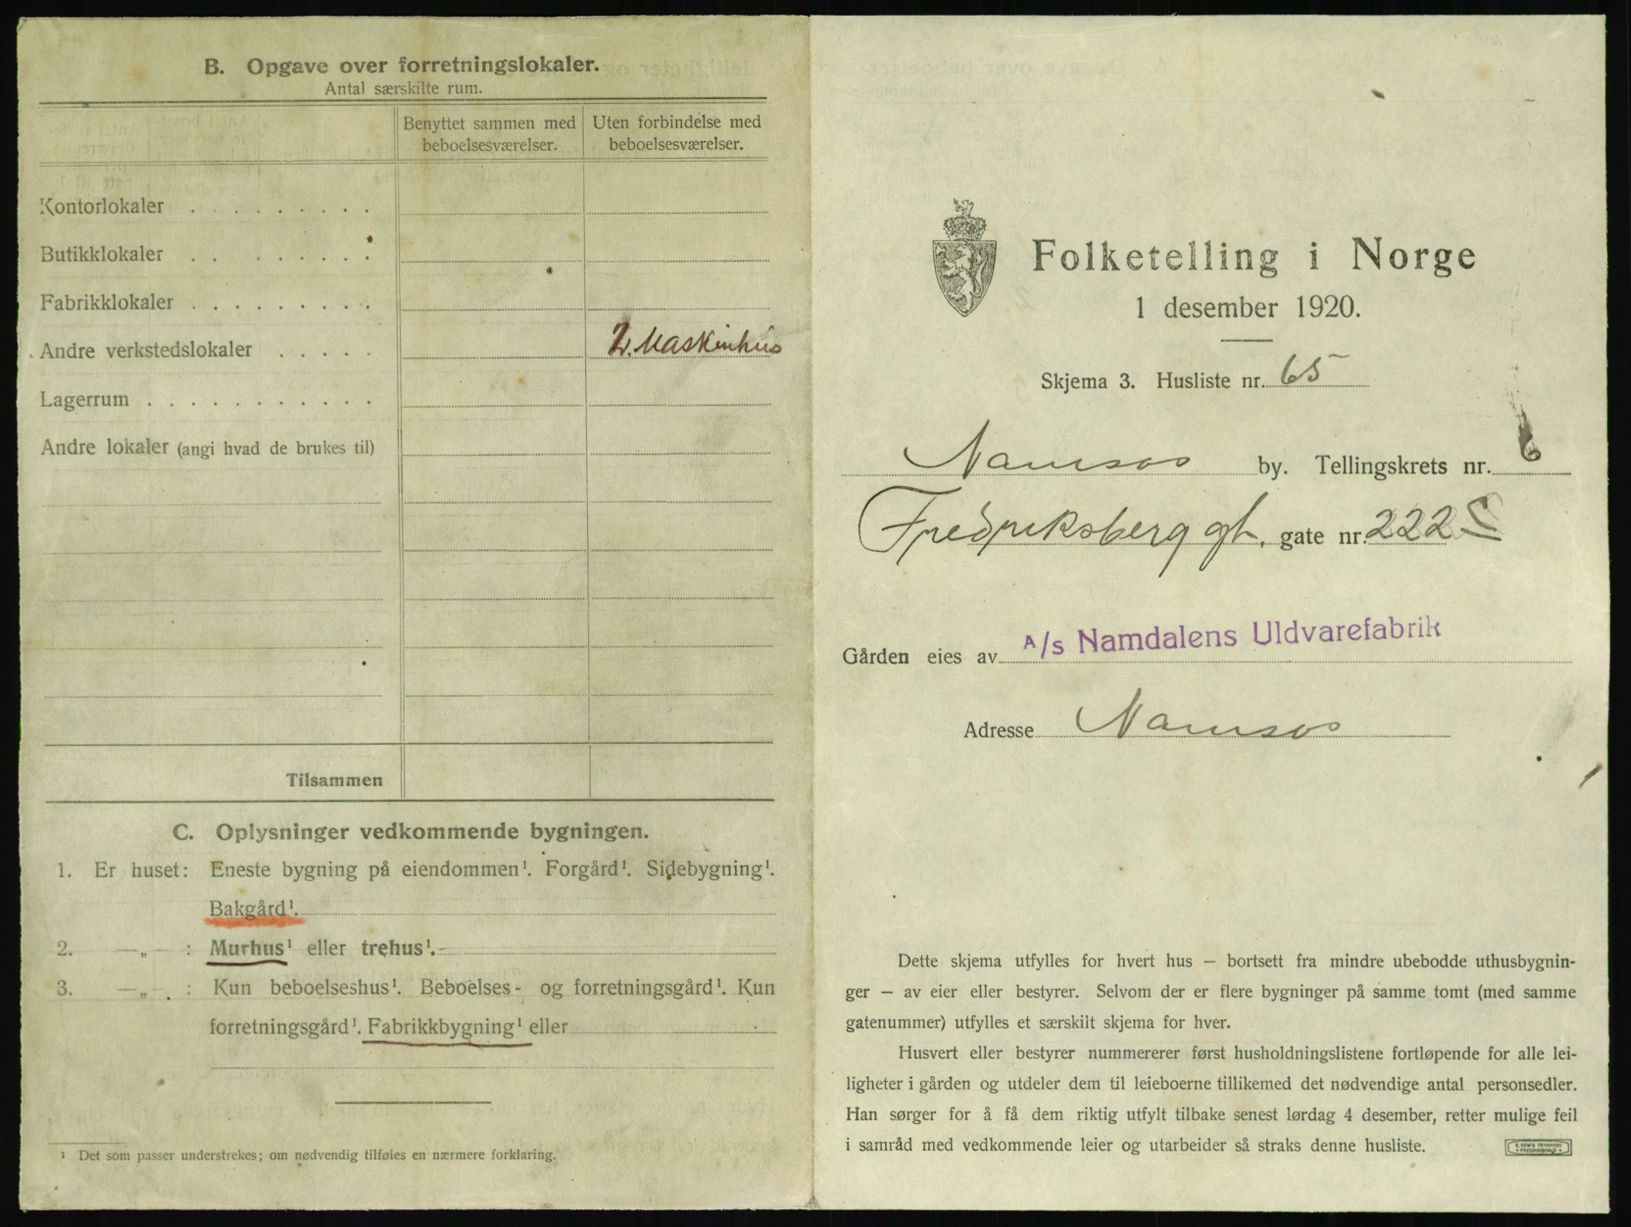 B. Opgave over forretningslokaler.
Antal særskilte rum.
Benyttet sammen med beboelsesværelser.
Uten forbindelse med beboelsesværelser.
Kontorlokaler . . . . . . . . .
Butikklokaler . . . . . . . . .
Fabrikklokaler . . . . . . . . .
Andre verkstedslokaler . . . . . 2. Maskinhus
Lagerrum . . . . . . . . . . .
Andre lokaler (angi hvad de brukes til)
Tilsammen
C. Oplysninger vedkommende bygningen.
1. Er huset: Eneste bygning på eiendommen¹. Forgård¹. Sidebygning¹.
Bakgård¹.
2. —„— : Murhus¹ eller trehus¹.
3. —„— : Kun beboelseshus¹. Beboelses- og forretningsgård¹. Kun
forretningsgård¹. Fabrikkbygning¹ eller
¹ Det som passer understrekes; om nødvendig tilføies en nærmere forklaring.
Folketelling i Norge
1 desember 1920.
Skjema 3. Husliste nr. 65
Namsos by. Tellingskrets nr. 6
Fredriksberg gt. gate nr. 222
Gården eies av A/s Namdalens Uldvarefabrik
Adresse Namsos
Dette skjema utfylles for hvert hus — bortsett fra mindre ubebodde uthusbygnin-
ger — av eier eller bestyrer. Selvom der er flere bygninger på samme tomt (med samme
gatenummer) utfylles et særskilt skjema for hver.
Husvert eller bestyrer nummererer først husholdningslistene fortløpende for alle lei-
ligheter i gården og utdeler dem til leieboerne tillikemed det nødvendige antal personsedler.
Han sørger for å få dem riktig utfylt tilbake senest lørdag 4 desember, retter mulige feil
i samråd med vedkommende leier og utarbeider så straks denne husliste.